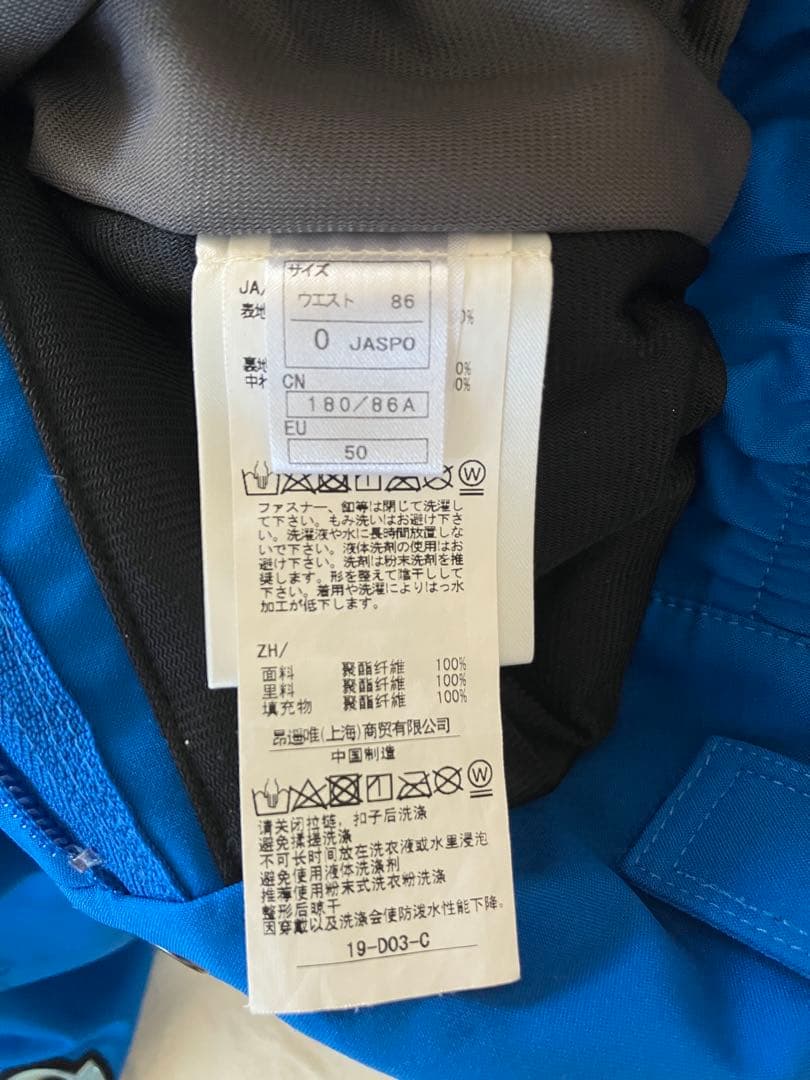 サイズ
ウエスト 86
0 JASPO
CN
180/86A
EU
50
JA/
表地 0%
裏地 0%
中わ 0%
W
ファスナー、釦等は閉じて洗濯し
て下さい。もみ洗いはお避け下さ
い。洗濯液や水に長時間放置しな
いで下さい。液体洗剤の使用はお
避け下さい。洗剤は粉末洗剤を推
奨します。形を整えて陰干しして
下さい。着用や洗濯によりはっ水
加工が低下します。
ZH/
面料 聚酯纤维 100%
里料 聚酯纤维 100%
填充物 聚酯纤维 100%
昂迦唯(上海)商贸有限公司
中国制造
W
请关闭拉链，扣子后洗涤
避免揉搓洗涤
不可长时间放在洗衣液或水里浸泡
避免使用液体洗涤剂
推荐使用粉末式洗衣粉洗涤
整形后晾干
因穿戴以及洗涤会使防泼水性能下降。
19-D03-C